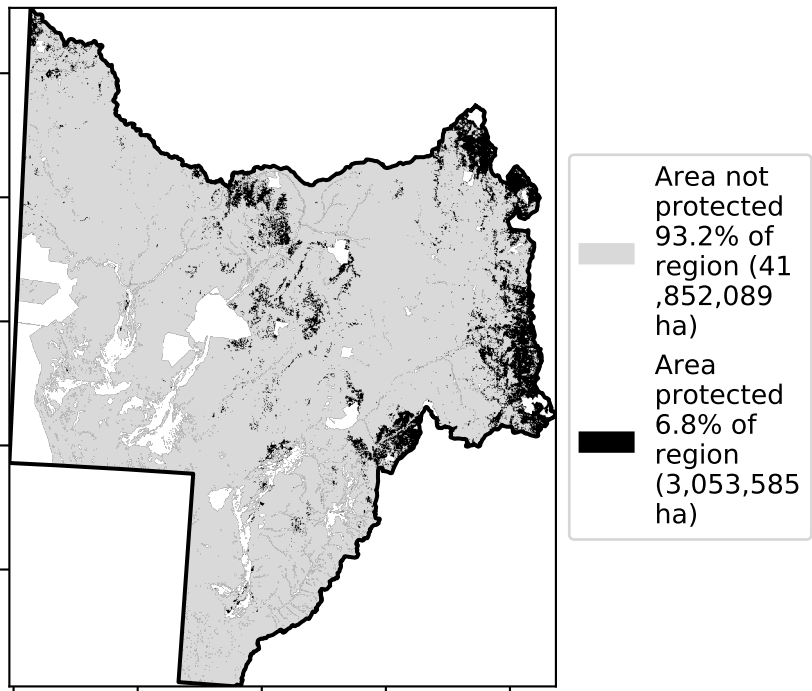 Area not
protected
93.2% of
region (41
,852,089
ha)
Area
protected
6.8% of
region
(3,053,585
ha)